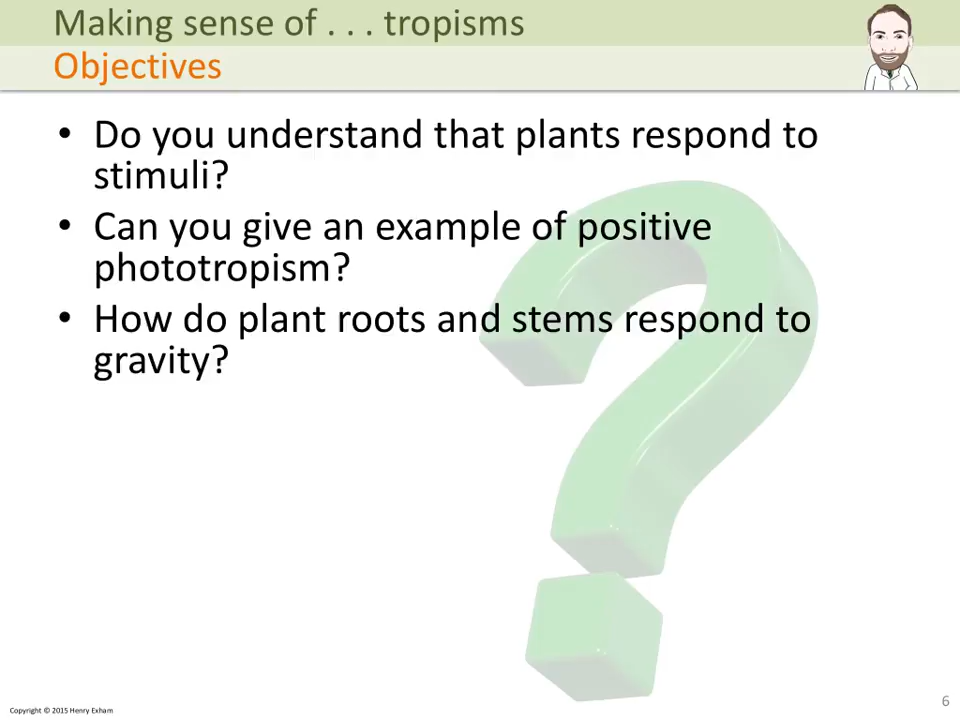 Making sense of . . . tropisms
Objectives
• Do you understand that plants respond to
stimuli?
• Can you give an example of positive
phototropism?
• How do plant roots and stems respond to
gravity?
Copyright © 2015 Henry Exham
6